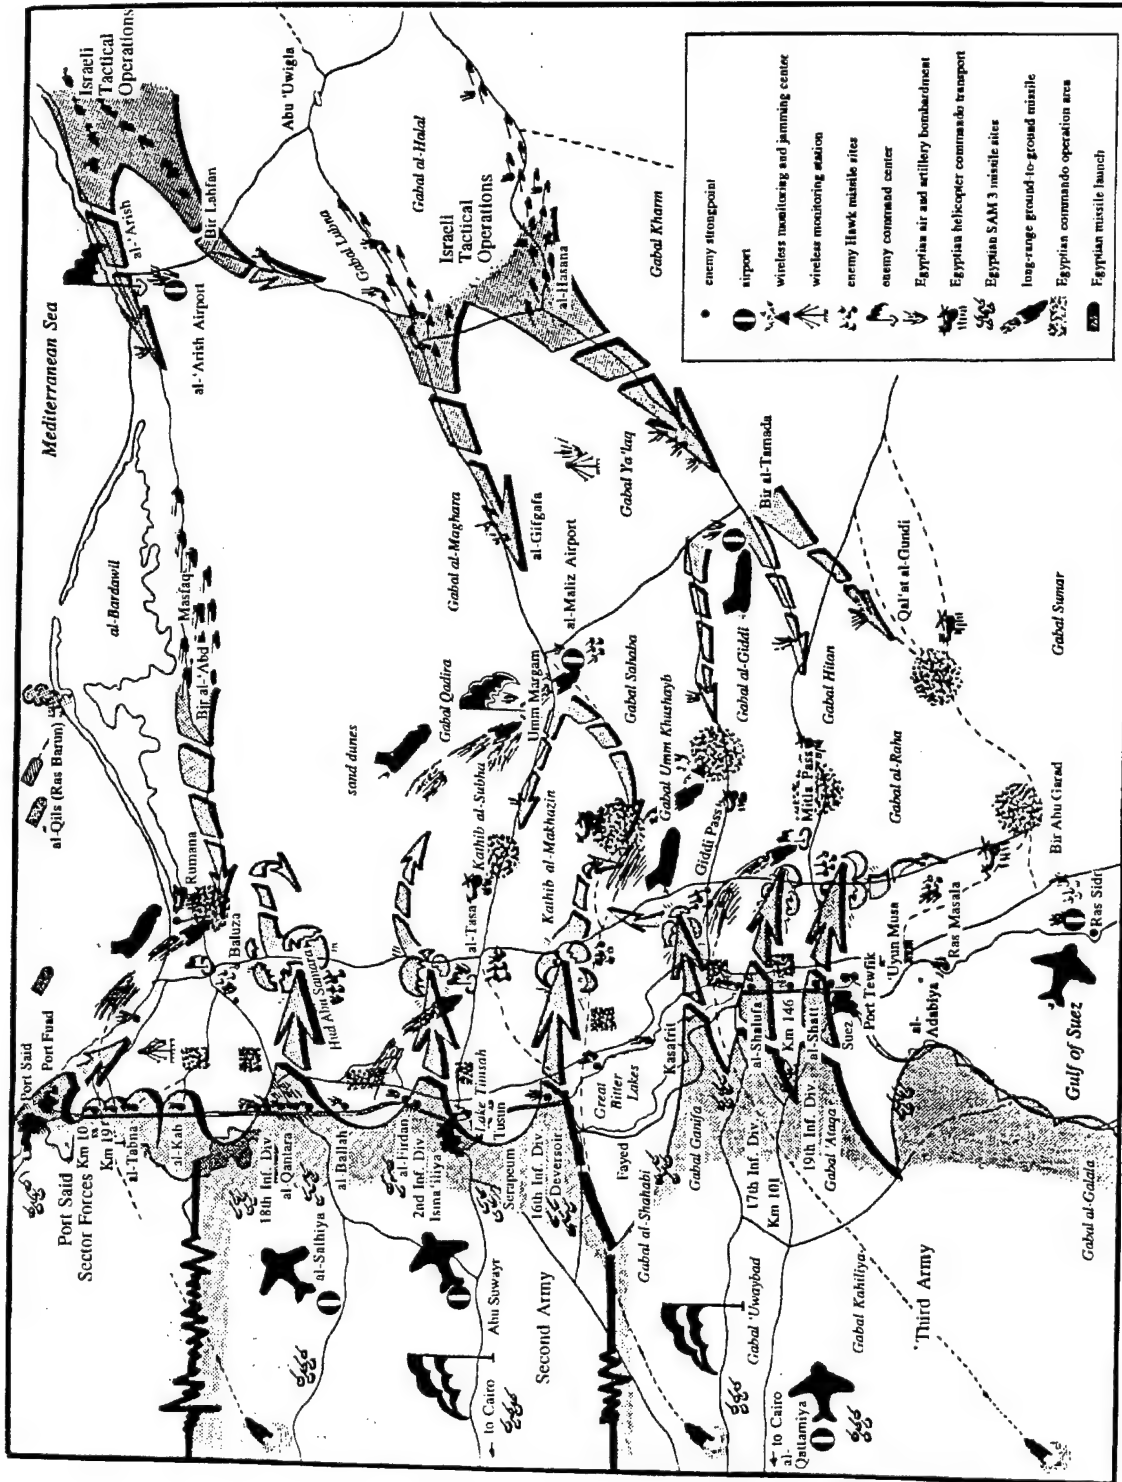 Mediterranean Sea
Israeli
Tactical
Operations
al-'Arish
Bir Lahfan
Abu 'Uwigla
al-'Arish Airport
al-Bardawil
al-Qils (Ras Barun)
Masfaq
Bir al-'Abd
Rumana
Baluza
Port Said
Port Fuad
Port Said
Sector Forces
Km 10
Km 19
al-Tabna
al-Kab
18th Inf. Div.
al-Qantara
al-Ballah
al-Salhiya
Hud Abu Samara
Gabal Lubna
Gabal al-Halal
Israeli
Tactical
Operations
al-Hasana
Gabal Kharm
Gabal al-Maghara
al-Gifgafa
Gabal Ya'laq
al-Maliz Airport
sand dunes
Gabal Qadira
Umm Margam
Gabal Sahaba
Kathib al-Subha
Kathib al-Makhazin
al-Tasa
2nd Inf. Div.
al-Firdan
Isma'iliya
Lake Timsah
Tusun
Serapeum
16th Inf. Div
Deversoir
Abu Suwayr
to Cairo
Second Army
Great
Bitter
Lakes
Fayed
Kasafrit
Bir al-Tamada
Gabal Umm Khushayb
Gabal al-Giddi
Giddi Pass
Gabal Hitan
Mitla Pass
Gabal al-Raha
Qal'at al-Gundi
Gabal Sumar
Bir Abu Garad
Gabal al-Shahabi
Gabal Ganifa
17th Inf. Div.
Km 101
al-Shalufa
Km 146
19th Inf. Div.
al-Shatt
Gabal 'Ataqa
Suez
Port Tewfik
'Uyun Musa
Ras Masala
al-
Adabiya
Ras Sidr
Gulf of Suez
Gabal 'Uwaybad
Gabal Kahiliya
Third Army
to Cairo
al-
Qattamiya
Gabal al-Galala
enemy strongpoint
airport
wireless monitoring and jamming center
wireless monitoring station
enemy Hawk missile sites
enemy command center
Egyptian air and artillery bombardment
Egyptian helicopter commando transport
Egyptian SAM 3 missile sites
long-range ground-to-ground missile
Egyptian commando operation area
Egyptian missile launch